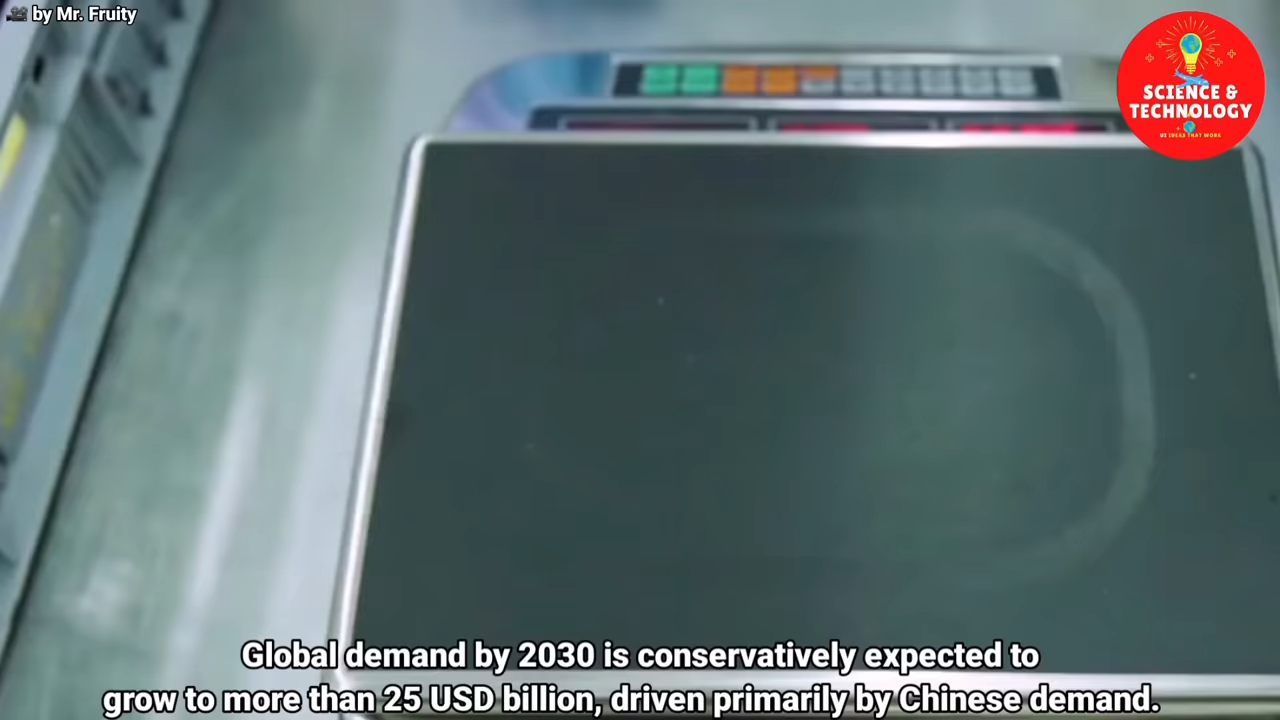 by Mr. Fruity
SCIENCE &
TECHNOLOGY
Global demand by 2030 is conservatively expected to
grow to more than 25 USD billion, driven primarily by Chinese demand.